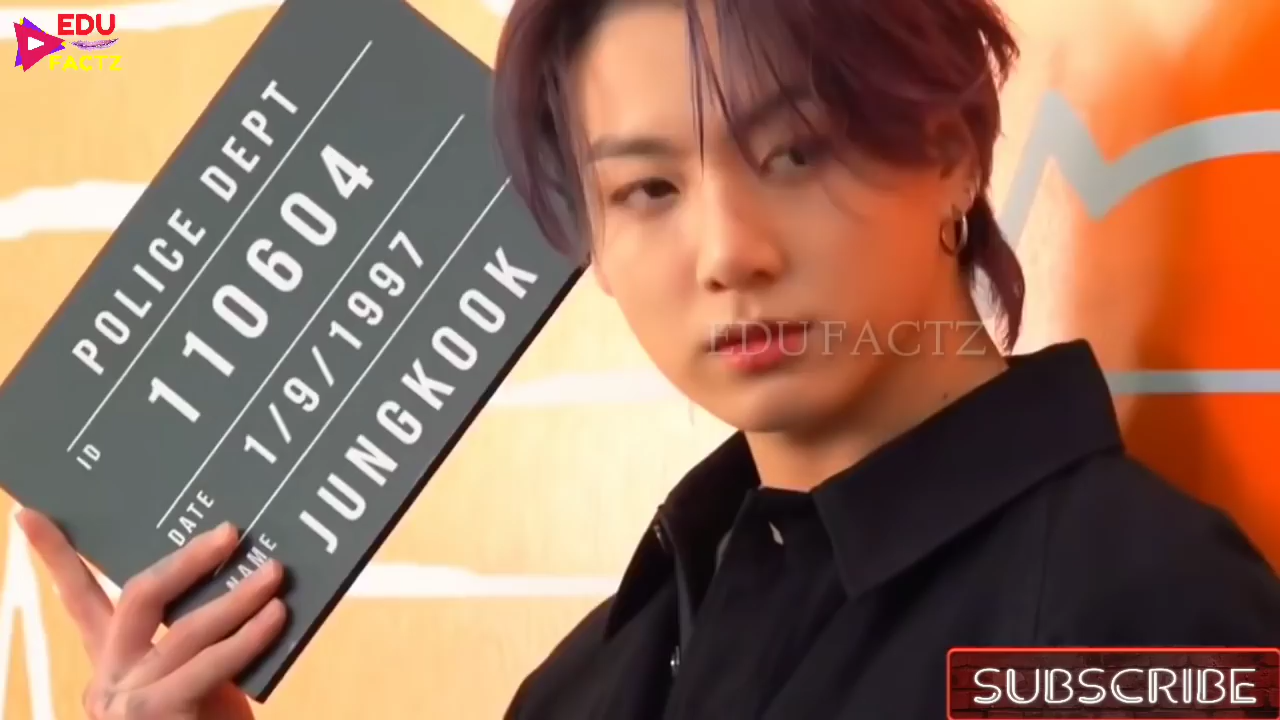 EDU
FACTZ
POLICE DEPT
ID
110604
DATE
1/9/1997
NAME
JUNGKOOK
EDU FACTZ
SUBSCRIBE